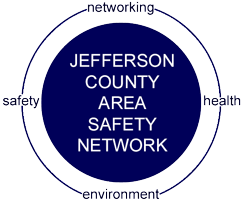 networking
JEFFERSON
COUNTY
safety AREA health
SAFETY
NETWORK
environment